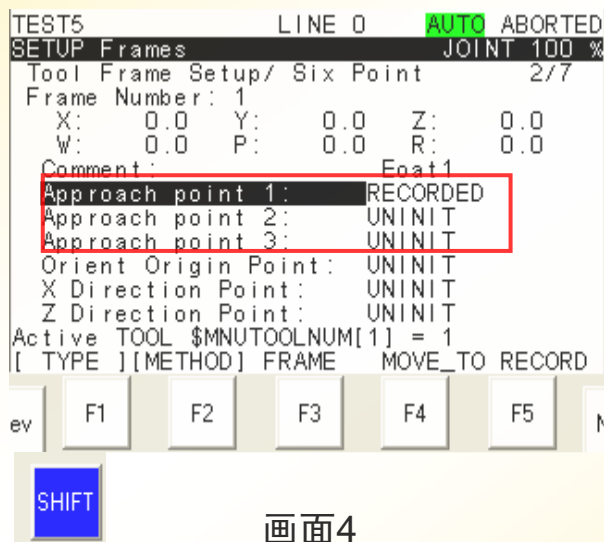 TEST5 LINE 0 AUTO ABORTED
SETUP Frames JOINT 100 %
Tool Frame Setup/ Six Point 2/7
Frame Number: 1
X: 0.0 Y: 0.0 Z: 0.0
W: 0.0 P: 0.0 R: 0.0
Comment: Eoat1
Approach point 1: RECORDED
Approach point 2: UNINIT
Approach point 3: UNINIT
Orient Origin Point: UNINIT
X Direction Point: UNINIT
Z Direction Point: UNINIT
Active TOOL $MNUTOOLNUM[1] = 1
[ TYPE ][METHOD] FRAME MOVE_TO RECORD
ev F1 F2 F3 F4 F5
SHIFT
画面4